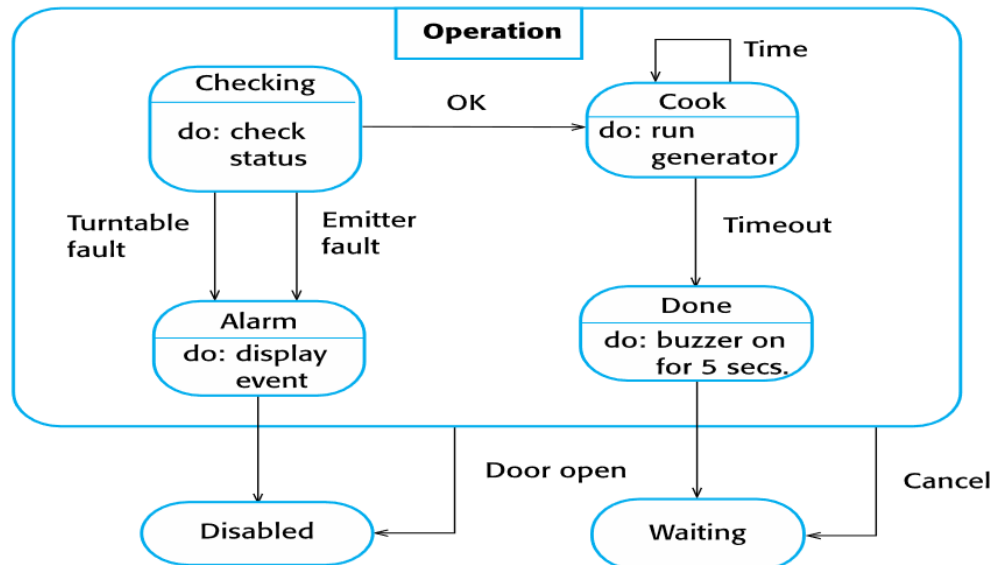 Operation
Time
Checking
do: check
status
OK
Cook
do: run
generator
Turntable
fault
Emitter
fault
Timeout
Alarm
do: display
event
Done
do: buzzer on
for 5 secs.
Door open
Cancel
Disabled
Waiting